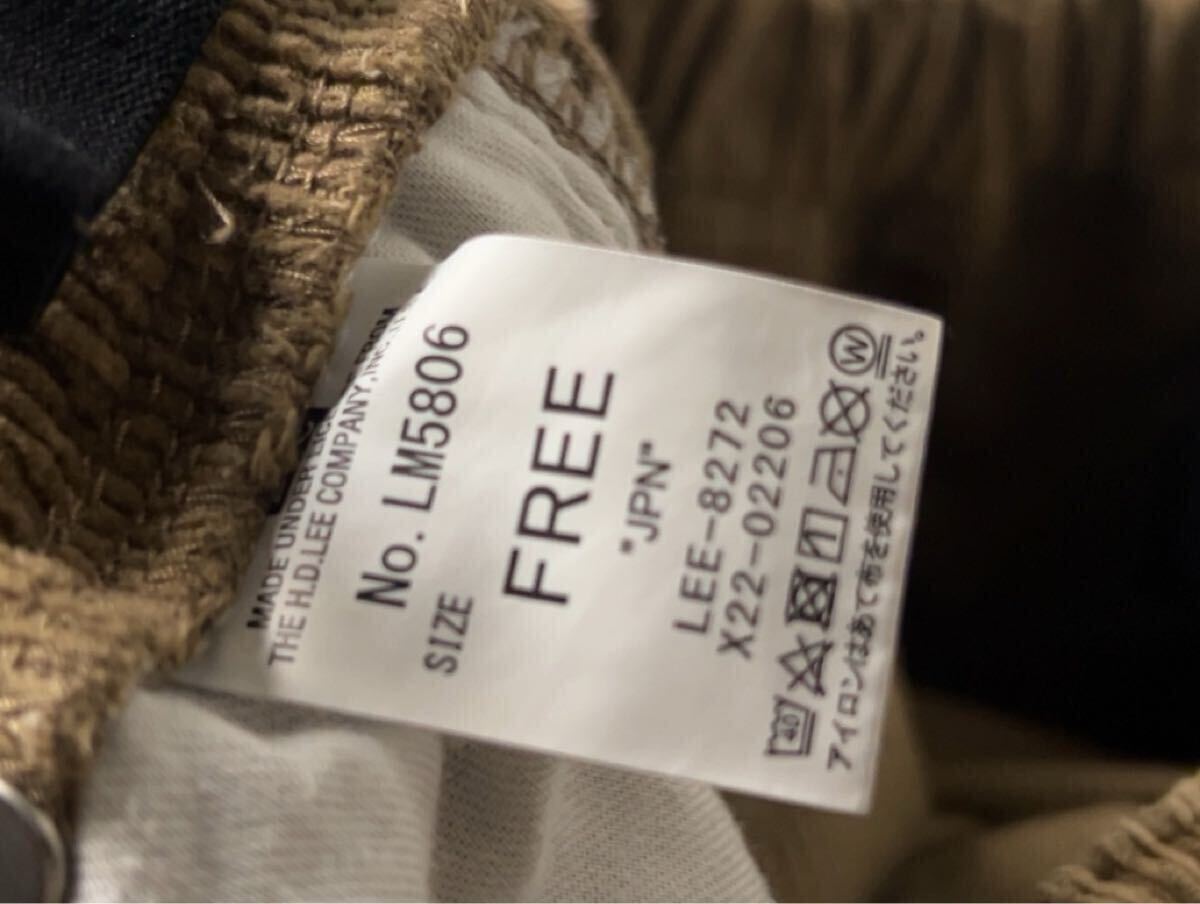 MADE UNDER
THE H.D.LEE COMPANY, INC.
No. LM5806
SIZE
FREE
"JPN"
LEE-8272
X22-02206
40
W
アイロンはあて布を使用してください。